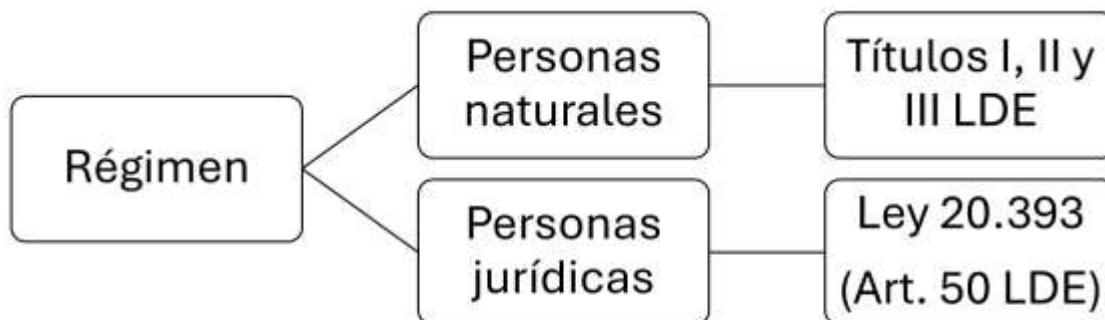 Régimen
Personas
naturales
Títulos I, II y
III LDE
Personas
jurídicas
Ley 20.393
(Art. 50 LDE)